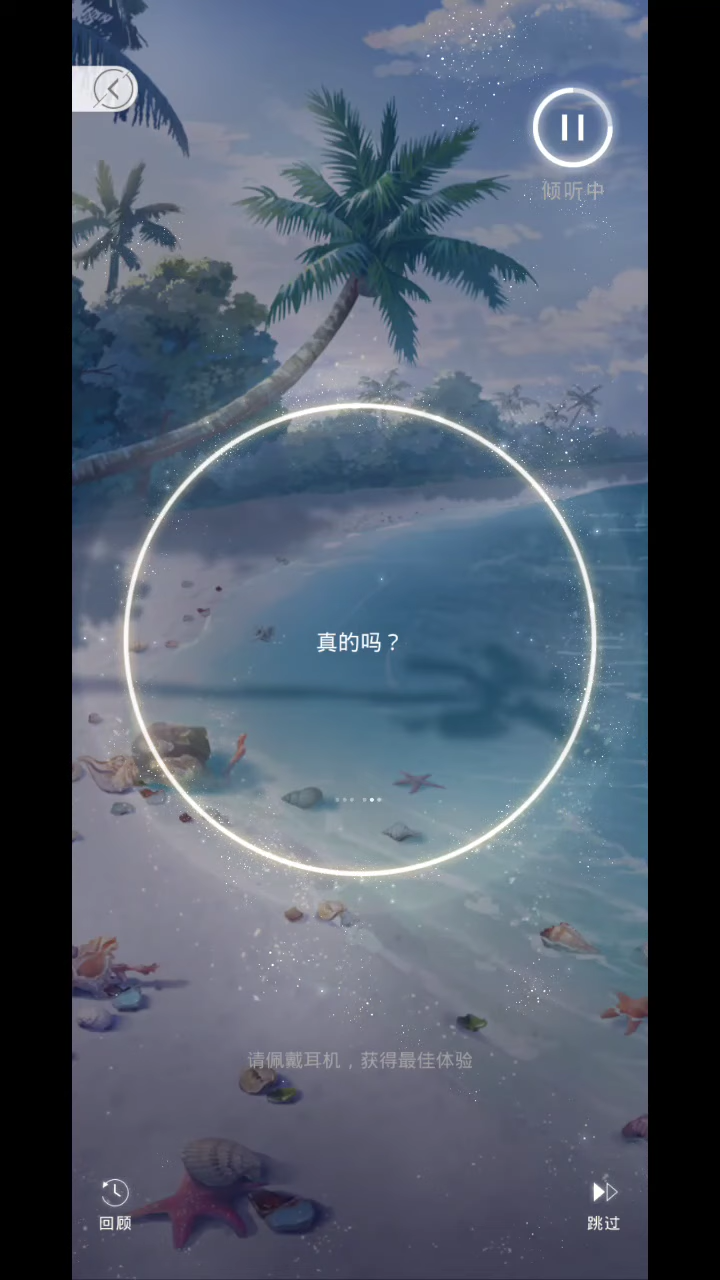 倾听中
真的吗？
请佩戴耳机，获得最佳体验
回顾
跳过